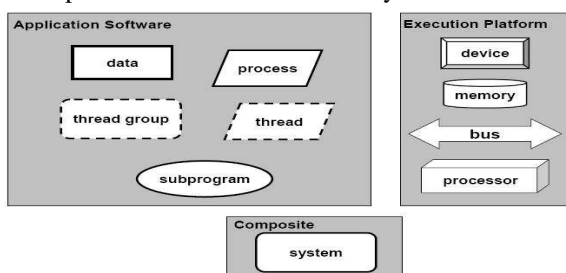 Application Software
data
process
thread group
thread
subprogram
Execution Platform
device
memory
bus
processor
Composite
system